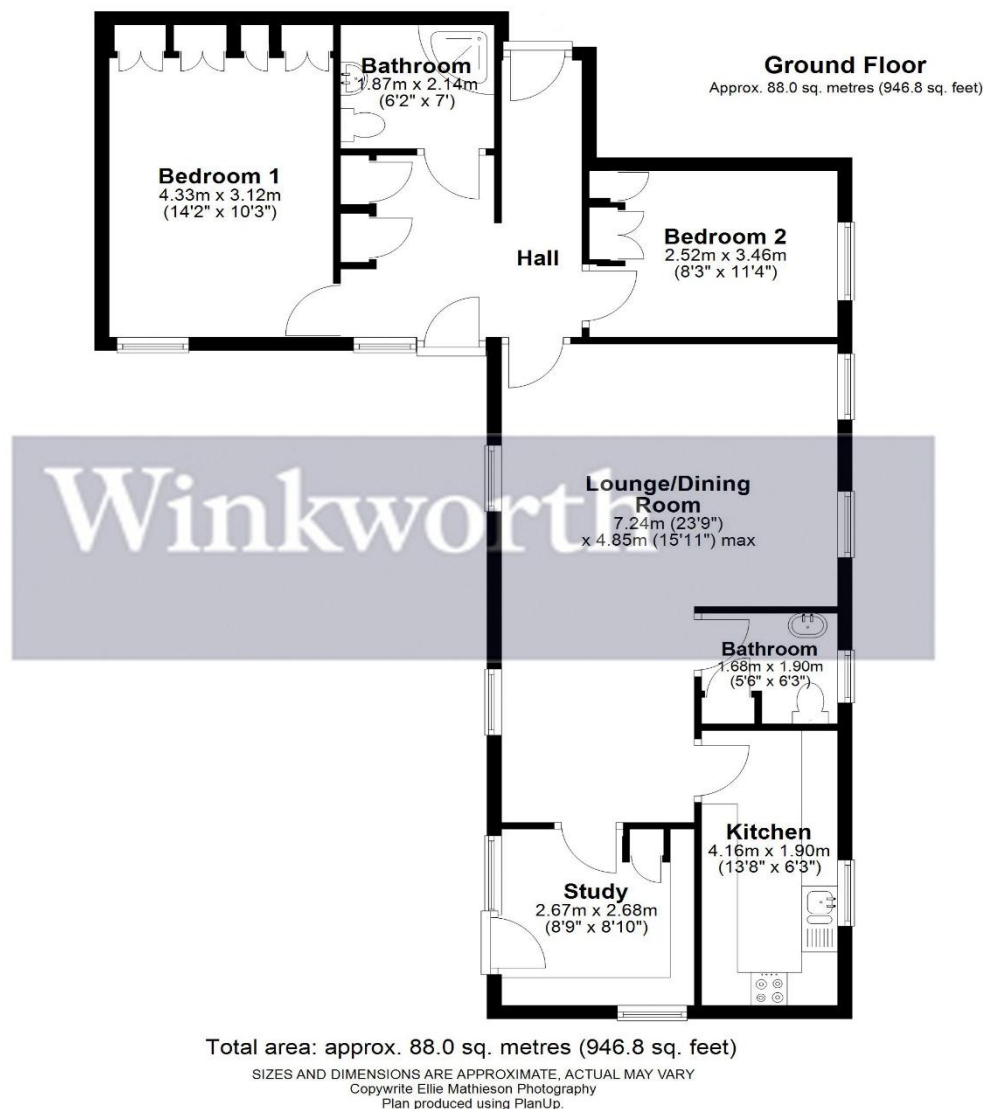 Ground Floor
Approx. 88.0 sq. metres (946.8 sq. feet)
Bathroom
1.87m x 2.14m
(6'2" x 7')
Bedroom 1
4.33m x 3.12m
(14'2" x 10'3")
Hall
Bedroom 2
2.52m x 3.46m
(8'3" x 11'4")
Winkworth
Lounge/Dining
Room
7.24m (23'9")
x 4.85m (15'11") max
Bathroom
1.68m x 1.90m
(5'6" x 6'3")
Kitchen
4.16m x 1.90m
(13'8" x 6'3")
Study
2.67m x 2.68m
(8'9" x 8'10")
Total area: approx. 88.0 sq. metres (946.8 sq. feet)
SIZES AND DIMENSIONS ARE APPROXIMATE, ACTUAL MAY VARY
Copywrite Ellie Mathieson Photography
Plan produced using PlanUp.